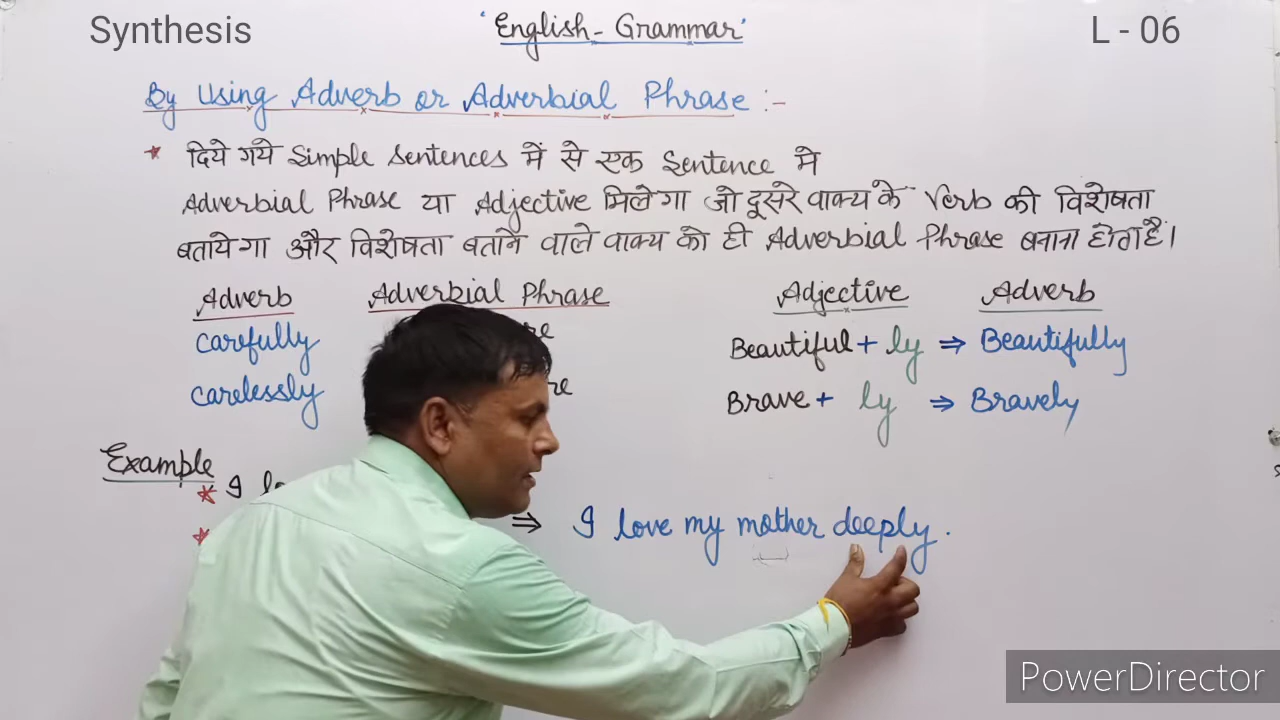 Synthesis
'English - Grammar'
L - 06
By Using Adverb or Adverbial Phrase :-
* दिये गये Simple Sentences में से एक Sentence मे
Adverbial Phrase या Adjective मिलेगा जो दूसरे वाक्य के Verb की विशेषता
बतायेगा और विशेषता बताने वाले वाक्य को ही Adverbial Phrase बनाना होता है।
Adverb Adverbial Phrase Adjective Adverb
carefully Beautiful + ly ⇒ Beautifully
carelessly Brave + ly ⇒ Bravely
Example
* I
*
⇒ I love my mother deeply.
PowerDirector